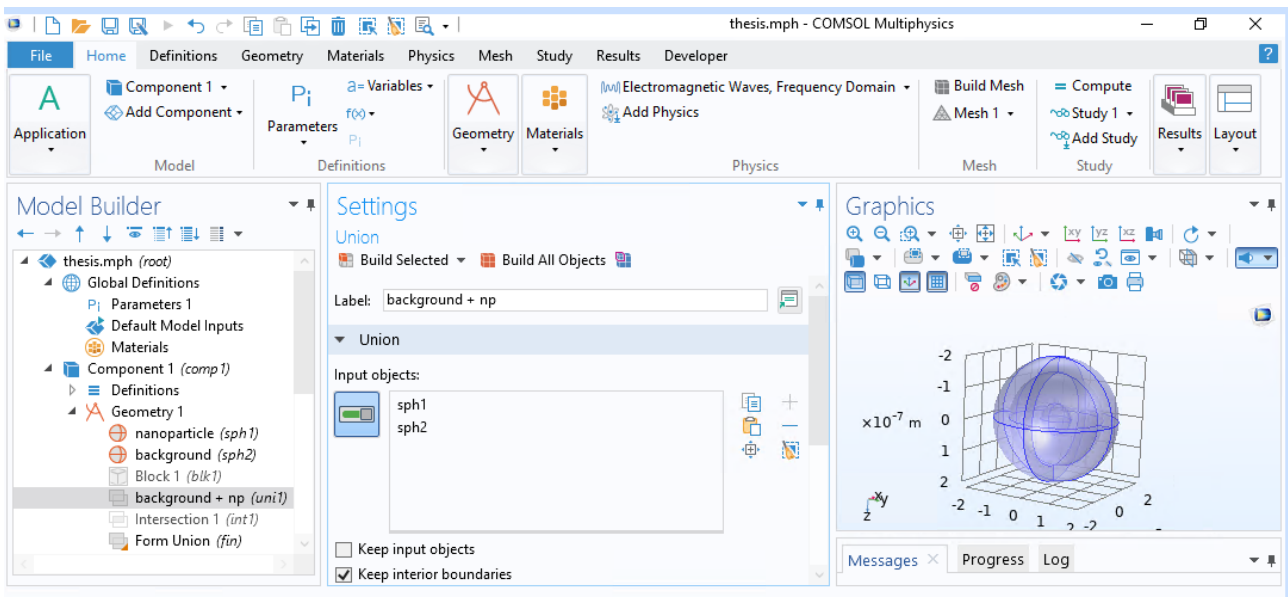 thesis.mph - COMSOL Multiphysics
File Home Definitions Geometry Materials Physics Mesh Study Results Developer ?
A Component 1 Pi a= Variables Electromagnetic Waves, Frequency Domain Build Mesh = Compute
Add Component f(x) Add Physics Mesh 1 Study 1
Application Parameters Pi Geometry Materials Add Study Results Layout
Model Definitions Physics Mesh Study
Model Builder
thesis.mph (root)
Global Definitions
Pi Parameters 1
Default Model Inputs
Materials
Component 1 (comp1)
Definitions
Geometry 1
nanoparticle (sph1)
background (sph2)
Block 1 (blk1)
background + np (uni1)
Intersection 1 (int1)
Form Union (fin)
Settings
Union
Build Selected Build All Objects
Label: background + np
Union
Input objects:
sph1
sph2
Keep input objects
Keep interior boundaries
Graphics
xy yz xz
-2
-1
×10⁻⁷ m 0
1
2
x y z
-2 -1 0 1 2 -2 0 2
Messages Progress Log